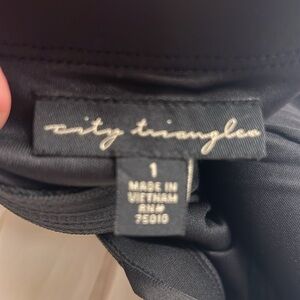 city triangles
1
MADE IN
VIETNAM
RN#
75010